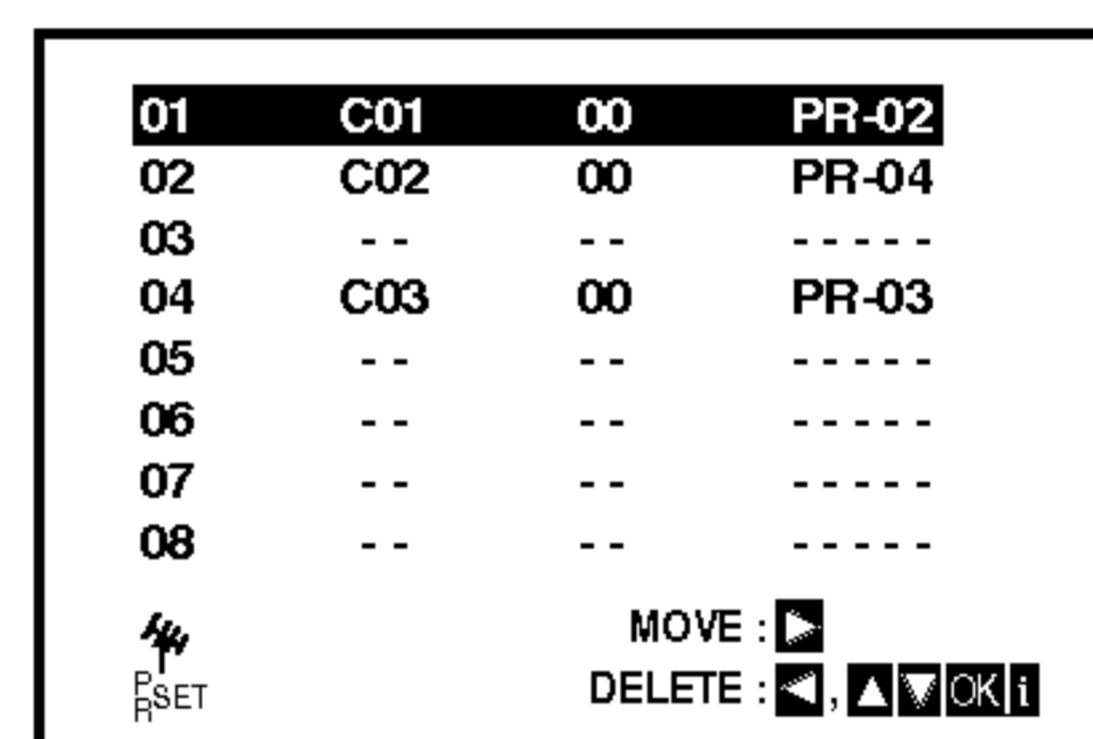 01 C01 00 PR-02
02 C02 00 PR-04
03 -- -- -----
04 C03 00 PR-03
05 -- -- -----
06 -- -- -----
07 -- -- -----
08 -- -- -----
MOVE : ▶
PR SET DELETE : ◀ , ▲ ▼ OK i